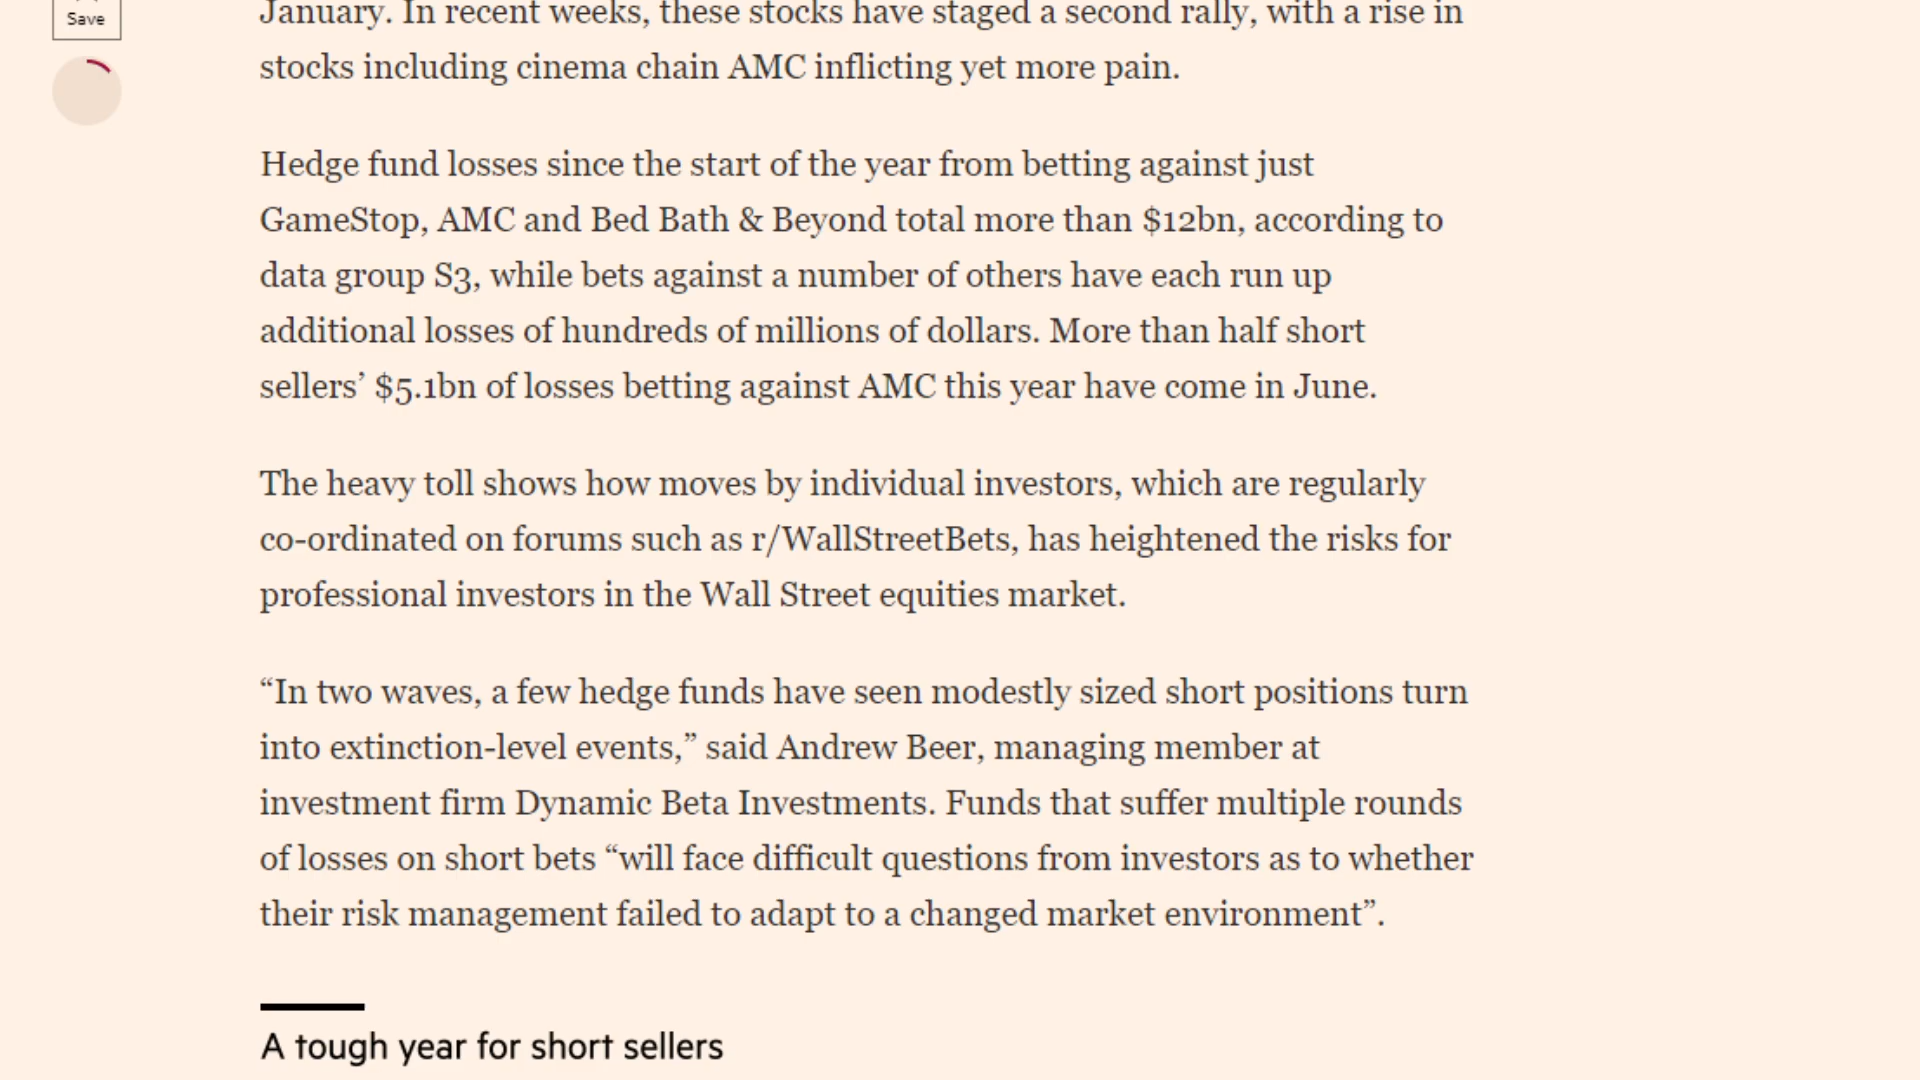 Save
January. In recent weeks, these stocks have staged a second rally, with a rise in
stocks including cinema chain AMC inflicting yet more pain.
Hedge fund losses since the start of the year from betting against just
GameStop, AMC and Bed Bath & Beyond total more than $12bn, according to
data group S3, while bets against a number of others have each run up
additional losses of hundreds of millions of dollars. More than half short
sellers’ $5.1bn of losses betting against AMC this year have come in June.
The heavy toll shows how moves by individual investors, which are regularly
co-ordinated on forums such as r/WallStreetBets, has heightened the risks for
professional investors in the Wall Street equities market.
“In two waves, a few hedge funds have seen modestly sized short positions turn
into extinction-level events,” said Andrew Beer, managing member at
investment firm Dynamic Beta Investments. Funds that suffer multiple rounds
of losses on short bets “will face difficult questions from investors as to whether
their risk management failed to adapt to a changed market environment”.
A tough year for short sellers